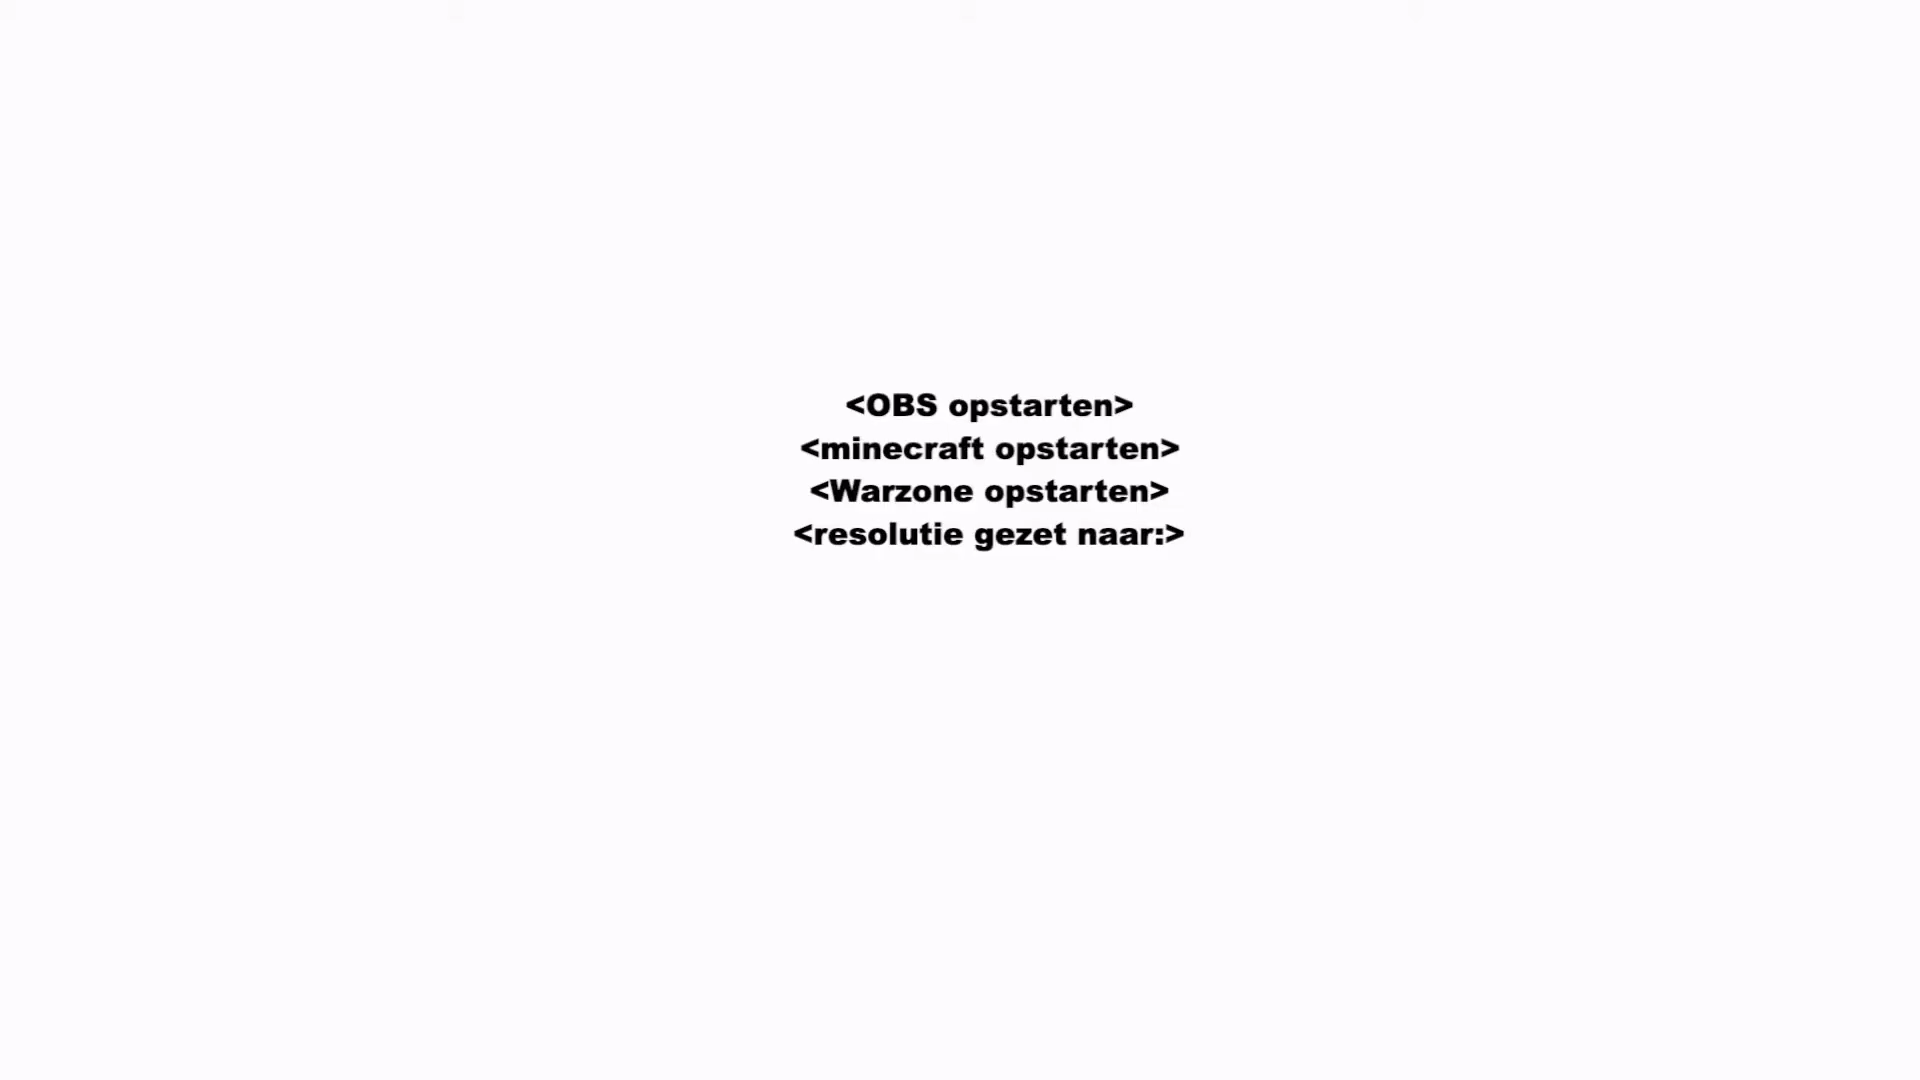 <OBS opstarten>
<minecraft opstarten>
<Warzone opstarten>
<resolutie gezet naar:>